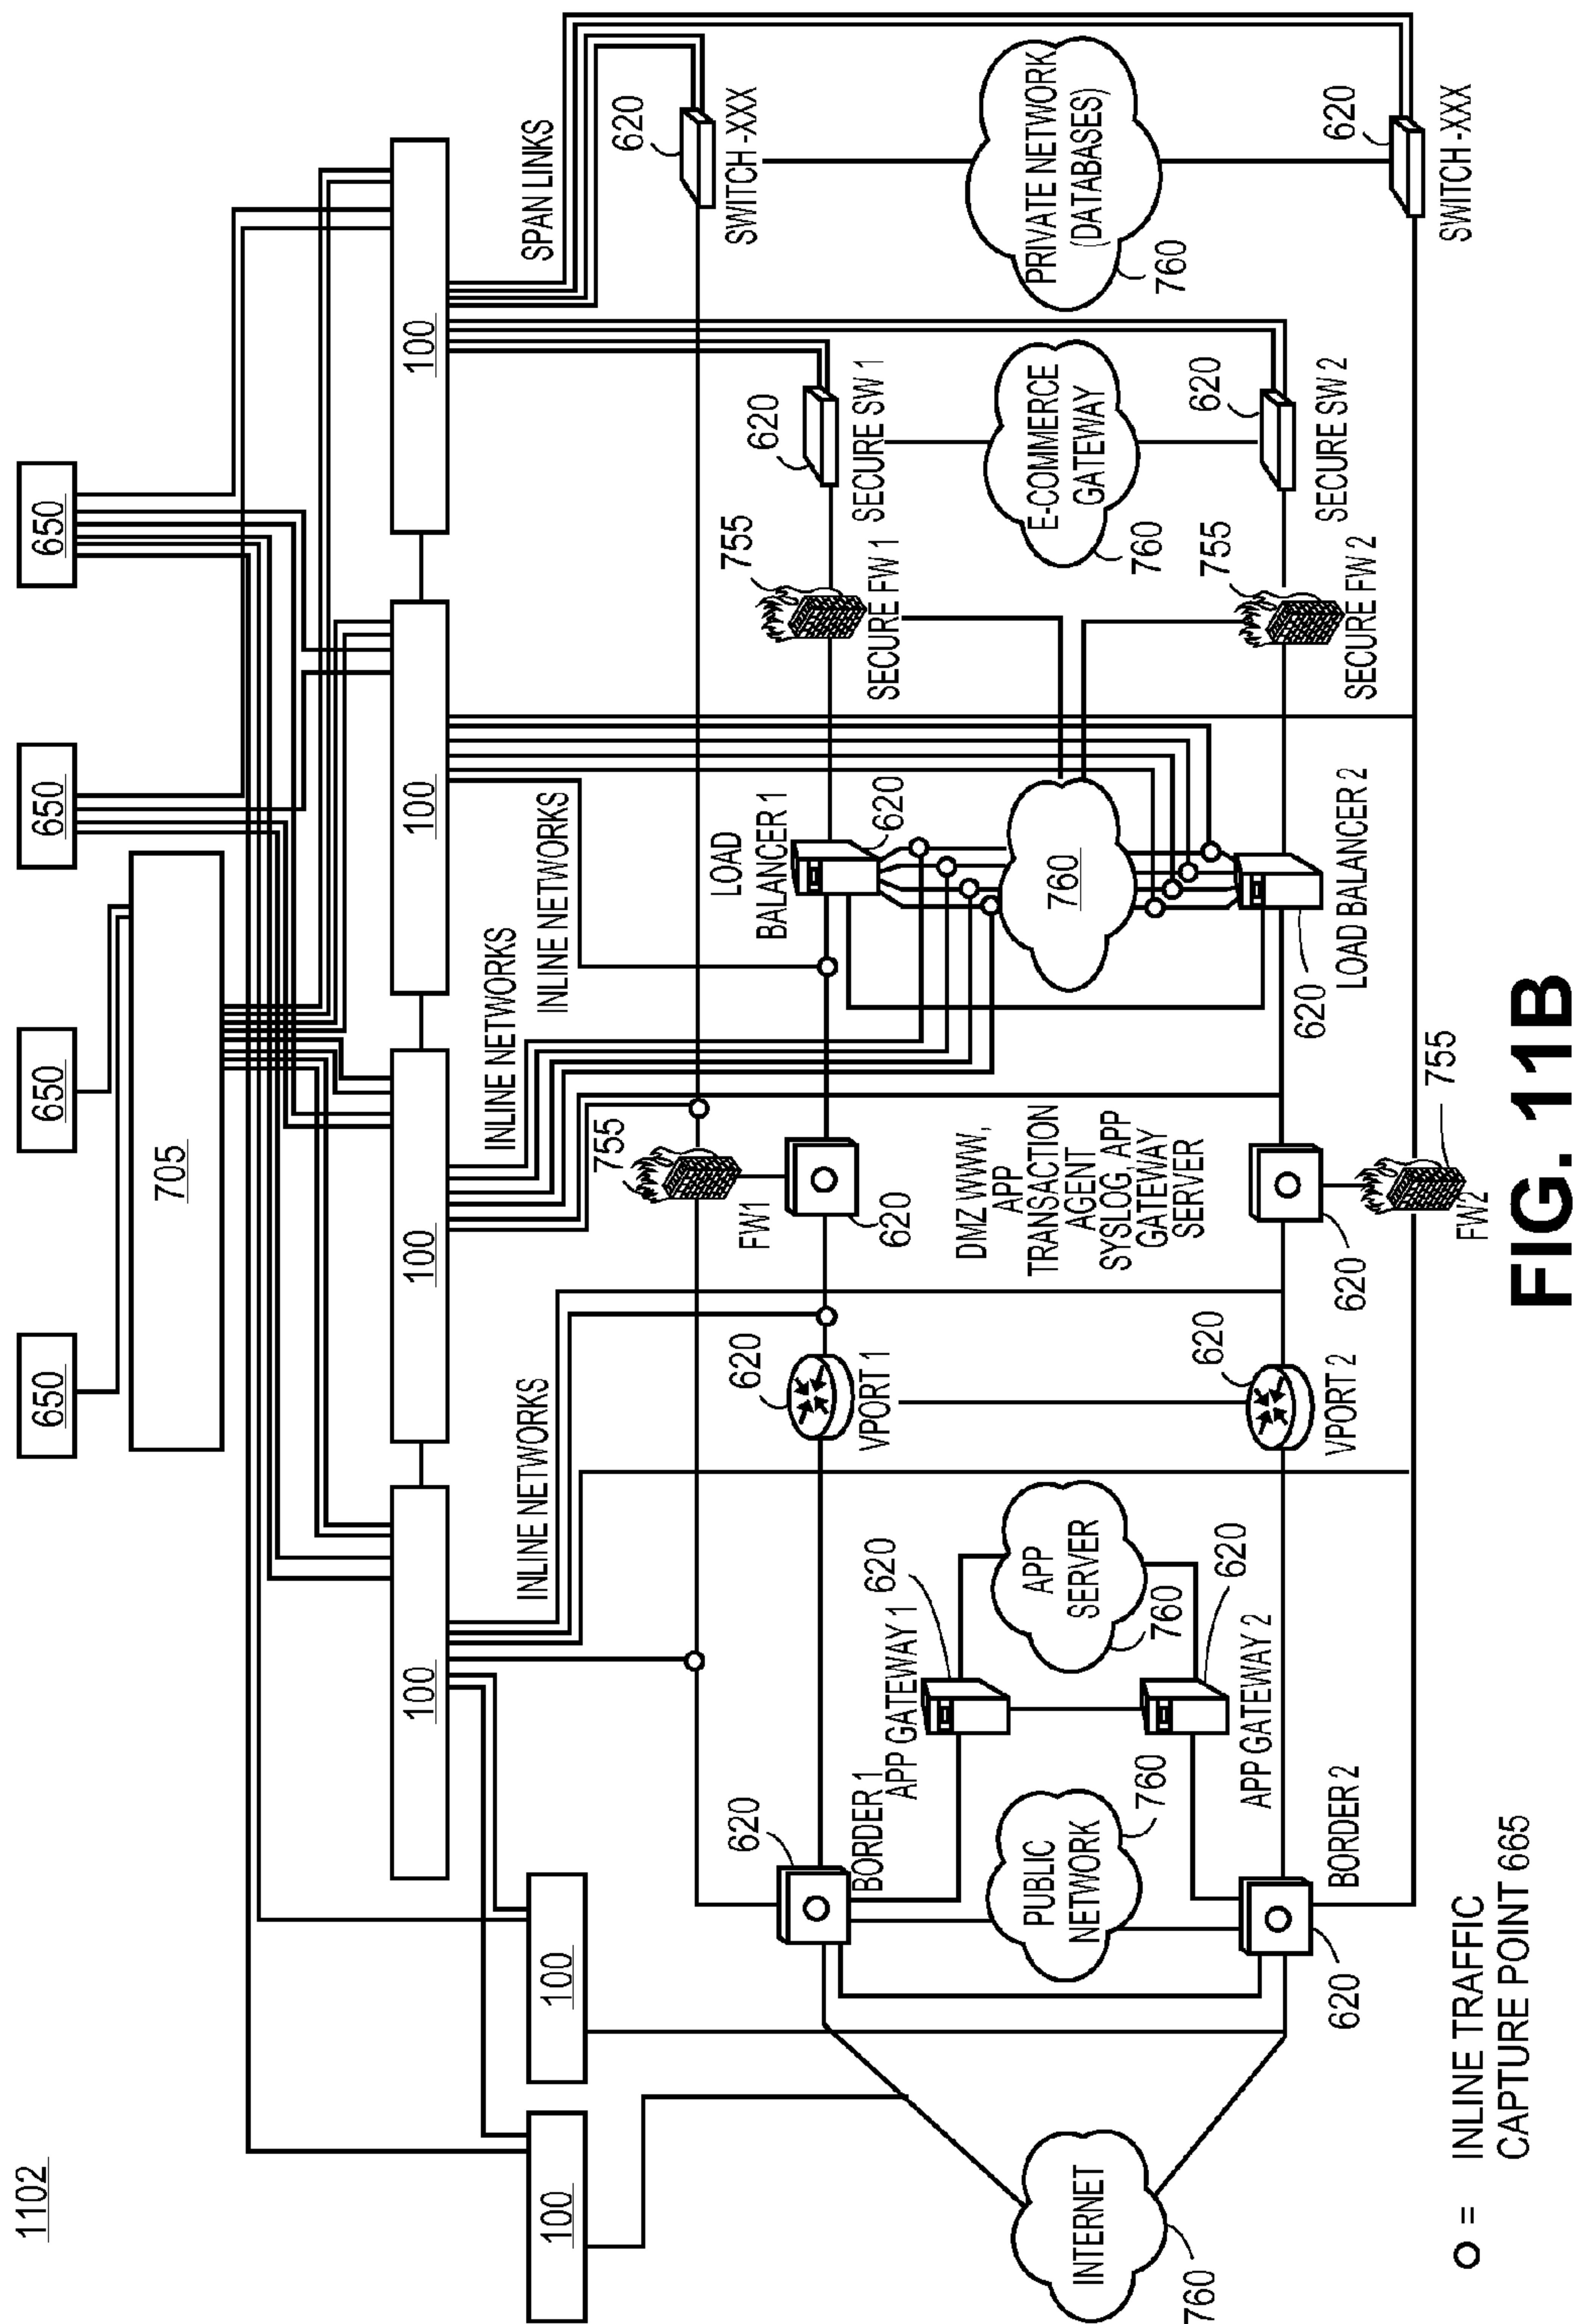 1102
650
650
650
650
705
100
100
100
100
100
100
SPAN LINKS
INLINE NETWORKS
INLINE NETWORKS
INLINE NETWORKS
620
SWITCH -XXX
620
SWITCH -XXX
PRIVATE NETWORK
(DATABASES)
760
620
SECURE SW 1
E-COMMERCE
GATEWAY
760
620
SECURE SW 2
755
SECURE FW 1
755
SECURE FW 2
LOAD
BALANCER 1
620
760
620
LOAD BALANCER 2
755
FW1
620
DMZ WWW,
APP
TRANSACTION
AGENT
SYSLOG, APP
GATEWAY
SERVER
620
755
FW2
620
VPORT 1
620
VPORT 2
620
APP GATEWAY 1
APP
SERVER
760
620
APP GATEWAY 2
620
BORDER 1
PUBLIC
NETWORK
760
BORDER 2
620
INTERNET
760
O = INLINE TRAFFIC
CAPTURE POINT 665
FIG. 11B